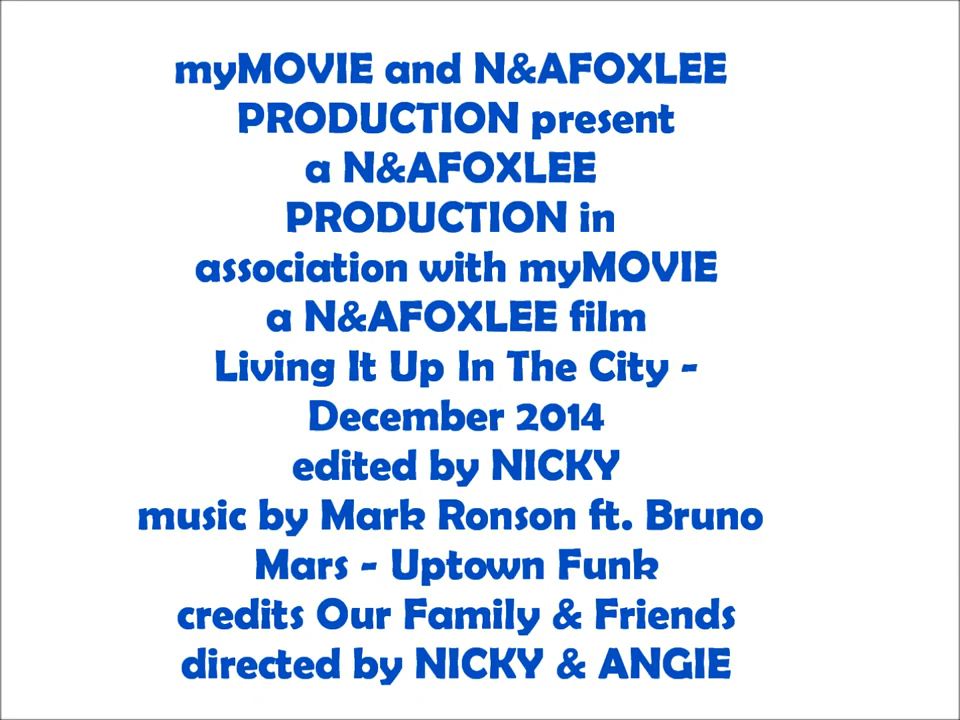 myMOVIE and N&AFOXLEE
PRODUCTION present
a N&AFOXLEE
PRODUCTION in
association with myMOVIE
a N&AFOXLEE film
Living It Up In The City -
December 2014
edited by NICKY
music by Mark Ronson ft. Bruno
Mars - Uptown Funk
credits Our Family & Friends
directed by NICKY & ANGIE